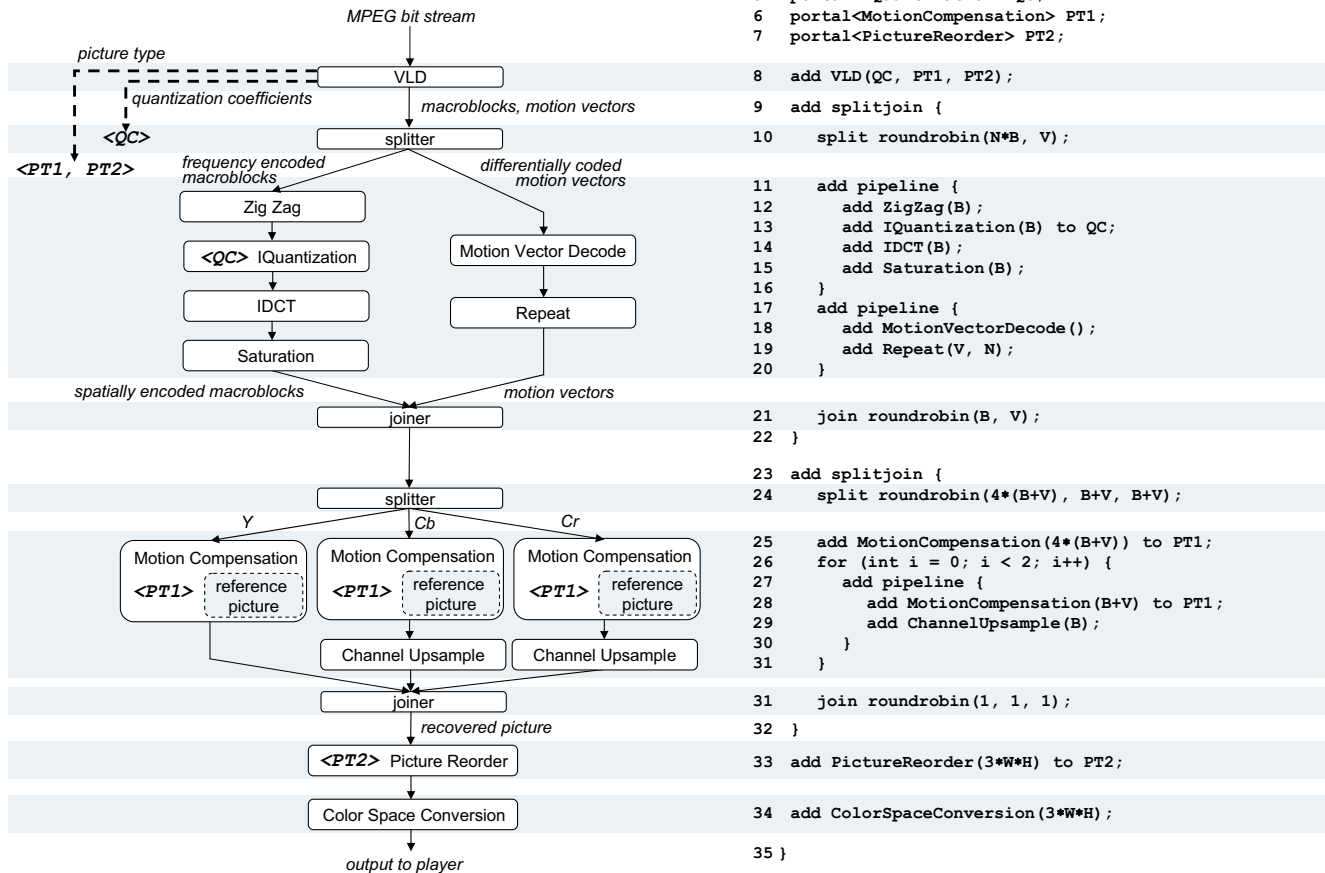 MPEG bit stream
picture type
VLD
quantization coefficients
macroblocks, motion vectors
<QC>
splitter
<PT1, PT2>
frequency encoded
macroblocks
differentially coded
motion vectors
Zig Zag
<QC> IQuantization
Motion Vector Decode
IDCT
Repeat
Saturation
spatially encoded macroblocks
motion vectors
joiner
splitter
Y
Cb
Cr
Motion Compensation
<PT1> reference
picture
Motion Compensation
<PT1> reference
picture
Motion Compensation
<PT1> reference
picture
Channel Upsample
Channel Upsample
joiner
recovered picture
<PT2> Picture Reorder
Color Space Conversion
output to player
6 portal<MotionCompensation> PT1;
7 portal<PictureReorder> PT2;
8 add VLD(QC, PT1, PT2);
9 add splitjoin {
10 split roundrobin(N*B, V);
11 add pipeline {
12 add ZigZag(B);
13 add IQuantization(B) to QC;
14 add IDCT(B);
15 add Saturation(B);
16 }
17 add pipeline {
18 add MotionVectorDecode();
19 add Repeat(V, N);
20 }
21 join roundrobin(B, V);
22 }
23 add splitjoin {
24 split roundrobin(4*(B+V), B+V, B+V);
25 add MotionCompensation(4*(B+V)) to PT1;
26 for (int i = 0; i < 2; i++) {
27 add pipeline {
28 add MotionCompensation(B+V) to PT1;
29 add ChannelUpsample(B);
30 }
31 }
31 join roundrobin(1, 1, 1);
32 }
33 add PictureReorder(3*W*H) to PT2;
34 add ColorSpaceConversion(3*W*H);
35 }